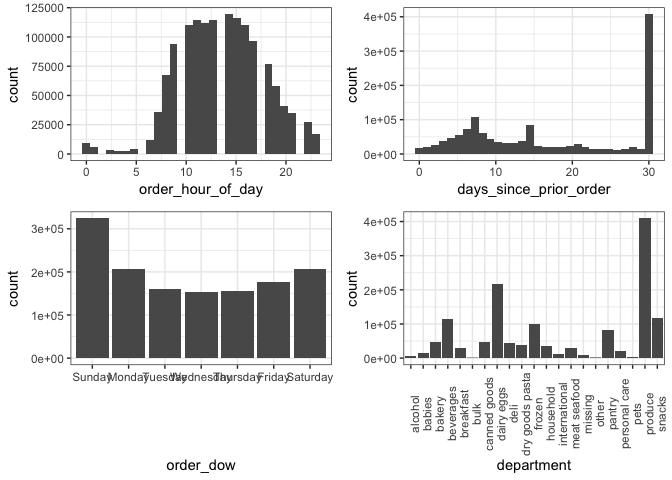 125000
100000
75000
50000
25000
0
count
0 5 10 15 20
order_hour_of_day
4e+05
3e+05
2e+05
1e+05
0e+00
count
0 10 20 30
days_since_prior_order
3e+05
2e+05
1e+05
0e+00
count
Sunday Monday Tuesday Wednesday Thursday Friday Saturday
order_dow
4e+05
3e+05
2e+05
1e+05
0e+00
count
alcohol
babies
bakery
beverages
breakfast
bulk
canned goods
dairy eggs
deli
dry goods pasta
frozen
household
international
meat seafood
missing
other
pantry
personal care
pets
produce
snacks
department